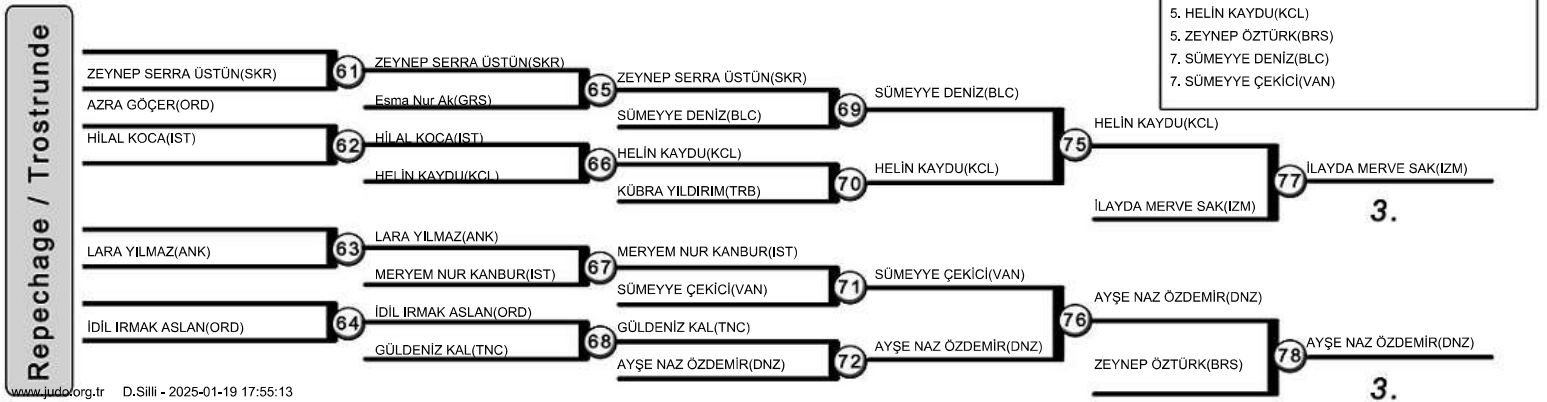 Repechage / Trostrunde
5. HELİN KAYDU(KCL)
5. ZEYNEP ÖZTÜRK(BRS)
7. SÜMEYYE DENİZ(BLC)
7. SÜMEYYE ÇEKİCİ(VAN)
ZEYNEP SERRA ÜSTÜN(SKR)
AZRA GÖÇER(ORD)
HİLAL KOCA(IST)
LARA YILMAZ(ANK)
İDİL IRMAK ASLAN(ORD)
61
62
63
64
ZEYNEP SERRA ÜSTÜN(SKR)
Esma Nur Ak(GRS)
HİLAL KOCA(IST)
HELİN KAYDU(KCL)
LARA YILMAZ(ANK)
MERYEM NUR KANBUR(IST)
İDİL IRMAK ASLAN(ORD)
GÜLDENİZ KAL(TNC)
65
66
67
68
ZEYNEP SERRA ÜSTÜN(SKR)
SÜMEYYE DENİZ(BLC)
HELİN KAYDU(KCL)
KÜBRA YILDIRIM(TRB)
MERYEM NUR KANBUR(IST)
SÜMEYYE ÇEKİCİ(VAN)
GÜLDENİZ KAL(TNC)
AYŞE NAZ ÖZDEMİR(DNZ)
69
70
71
72
SÜMEYYE DENİZ(BLC)
HELİN KAYDU(KCL)
SÜMEYYE ÇEKİCİ(VAN)
AYŞE NAZ ÖZDEMİR(DNZ)
75
76
HELİN KAYDU(KCL)
İLAYDA MERVE SAK(IZM)
AYŞE NAZ ÖZDEMİR(DNZ)
ZEYNEP ÖZTÜRK(BRS)
77
78
İLAYDA MERVE SAK(IZM)
3.
AYŞE NAZ ÖZDEMİR(DNZ)
3.
www.judo.org.tr D.Silli - 2025-01-19 17:55:13